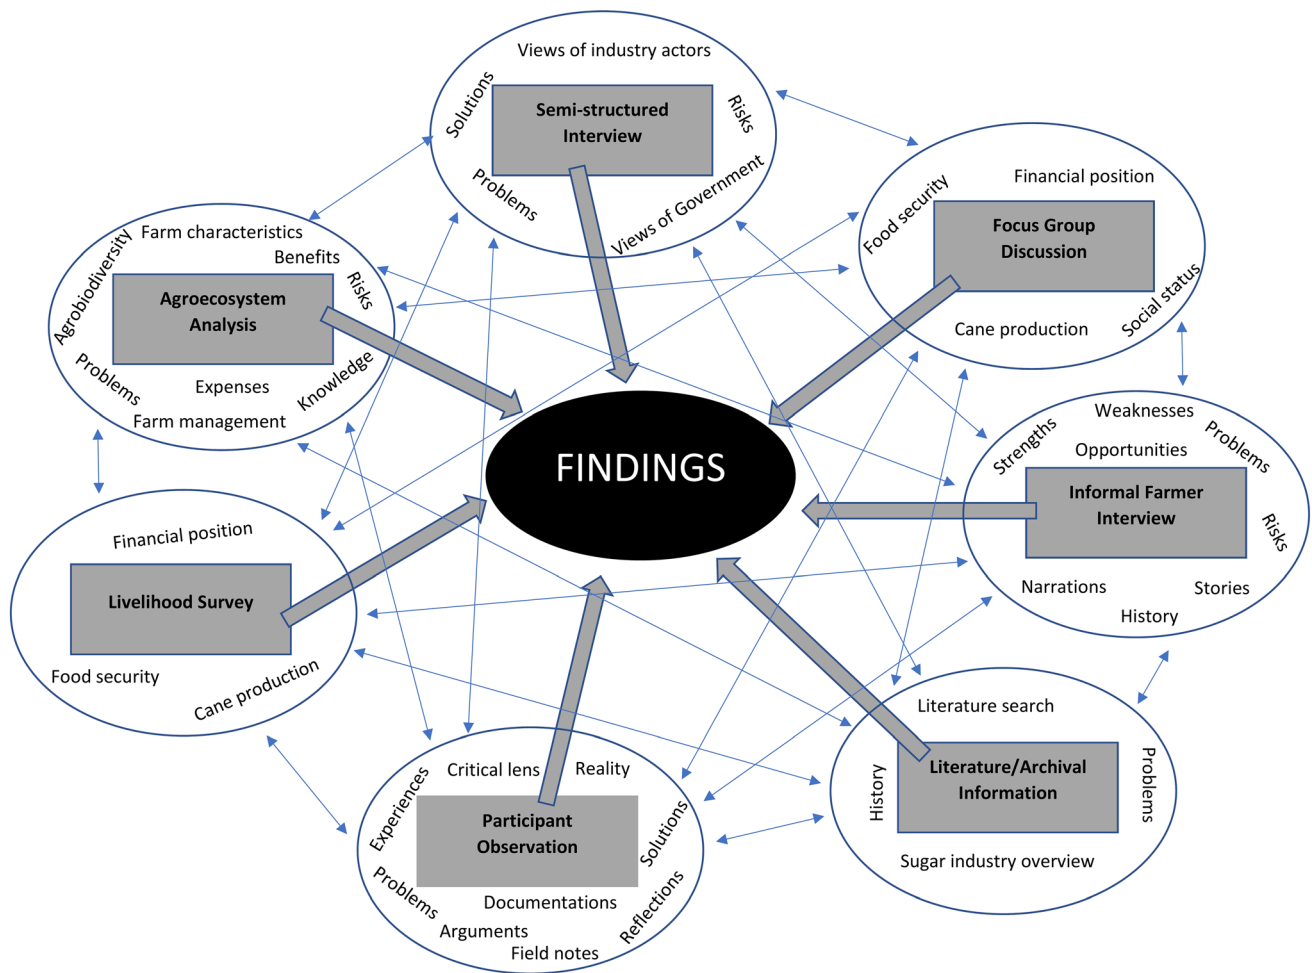 Views of industry actors
Solutions
Semi-structured
Interview
Risks
Problems
Views of Government
Financial position
Food security
Focus Group
Discussion
Social status
Cane production
Farm characteristics
Agrobiodiversity
Benefits
Agroecosystem
Analysis
Risks
Problems
Expenses
Knowledge
Farm management
FINDINGS
Weaknesses
Strengths
Opportunities
Problems
Informal Farmer
Interview
Risks
Narrations
Stories
History
Financial position
Livelihood Survey
Food security
Cane production
Critical lens
Reality
Experiences
Participant
Observation
Solutions
Problems
Documentations
Reflections
Arguments
Field notes
Literature search
History
Literature/Archival
Information
Problems
Sugar industry overview